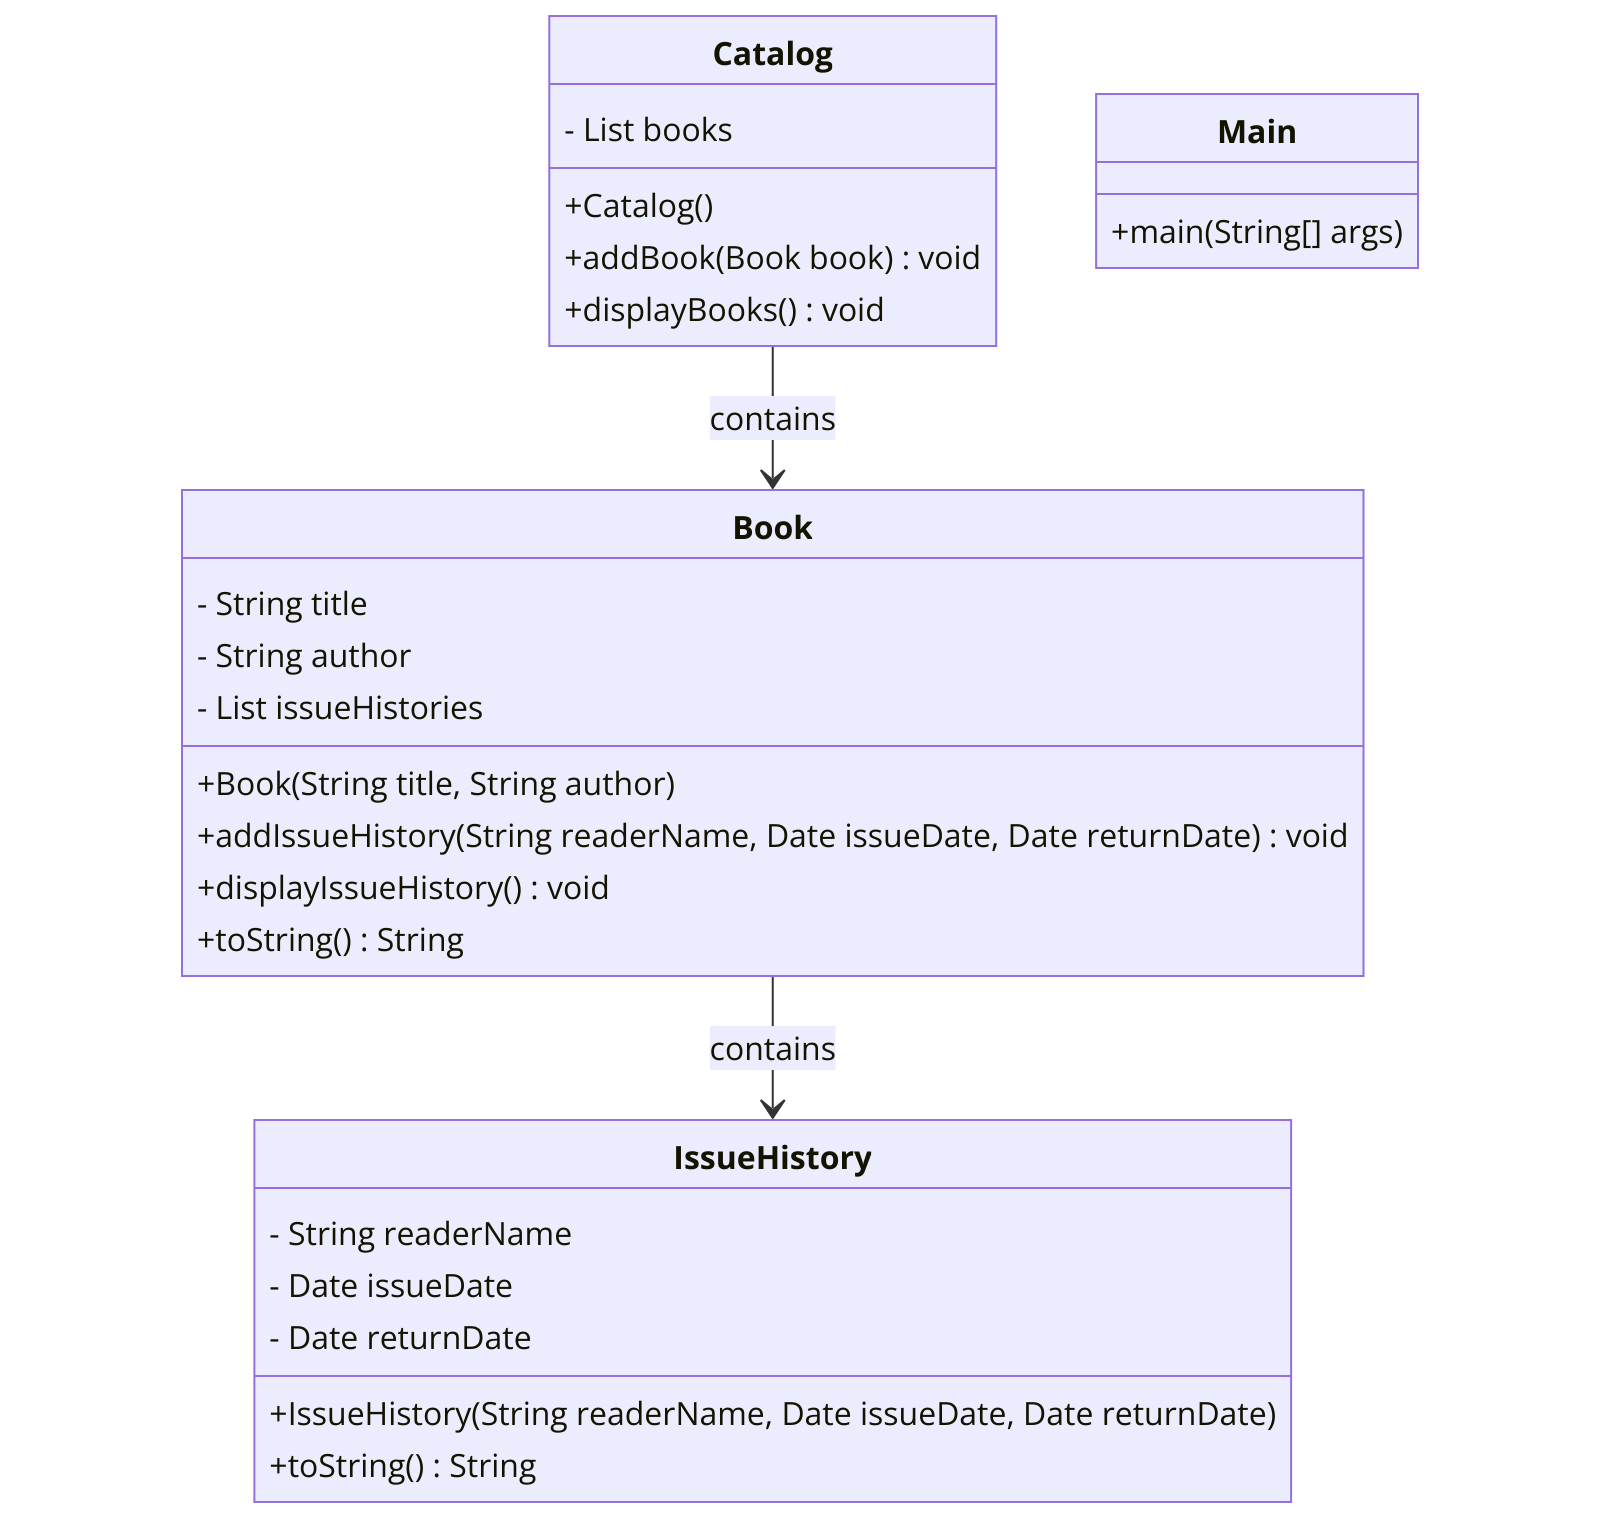 Catalog
- List books
+Catalog()
+addBook(Book book) : void
+displayBooks() : void
Main
+main(String[] args)
contains
Book
- String title
- String author
- List issueHistories
+Book(String title, String author)
+addIssueHistory(String readerName, Date issueDate, Date returnDate) : void
+displayIssueHistory() : void
+toString() : String
contains
IssueHistory
- String readerName
- Date issueDate
- Date returnDate
+IssueHistory(String readerName, Date issueDate, Date returnDate)
+toString() : String